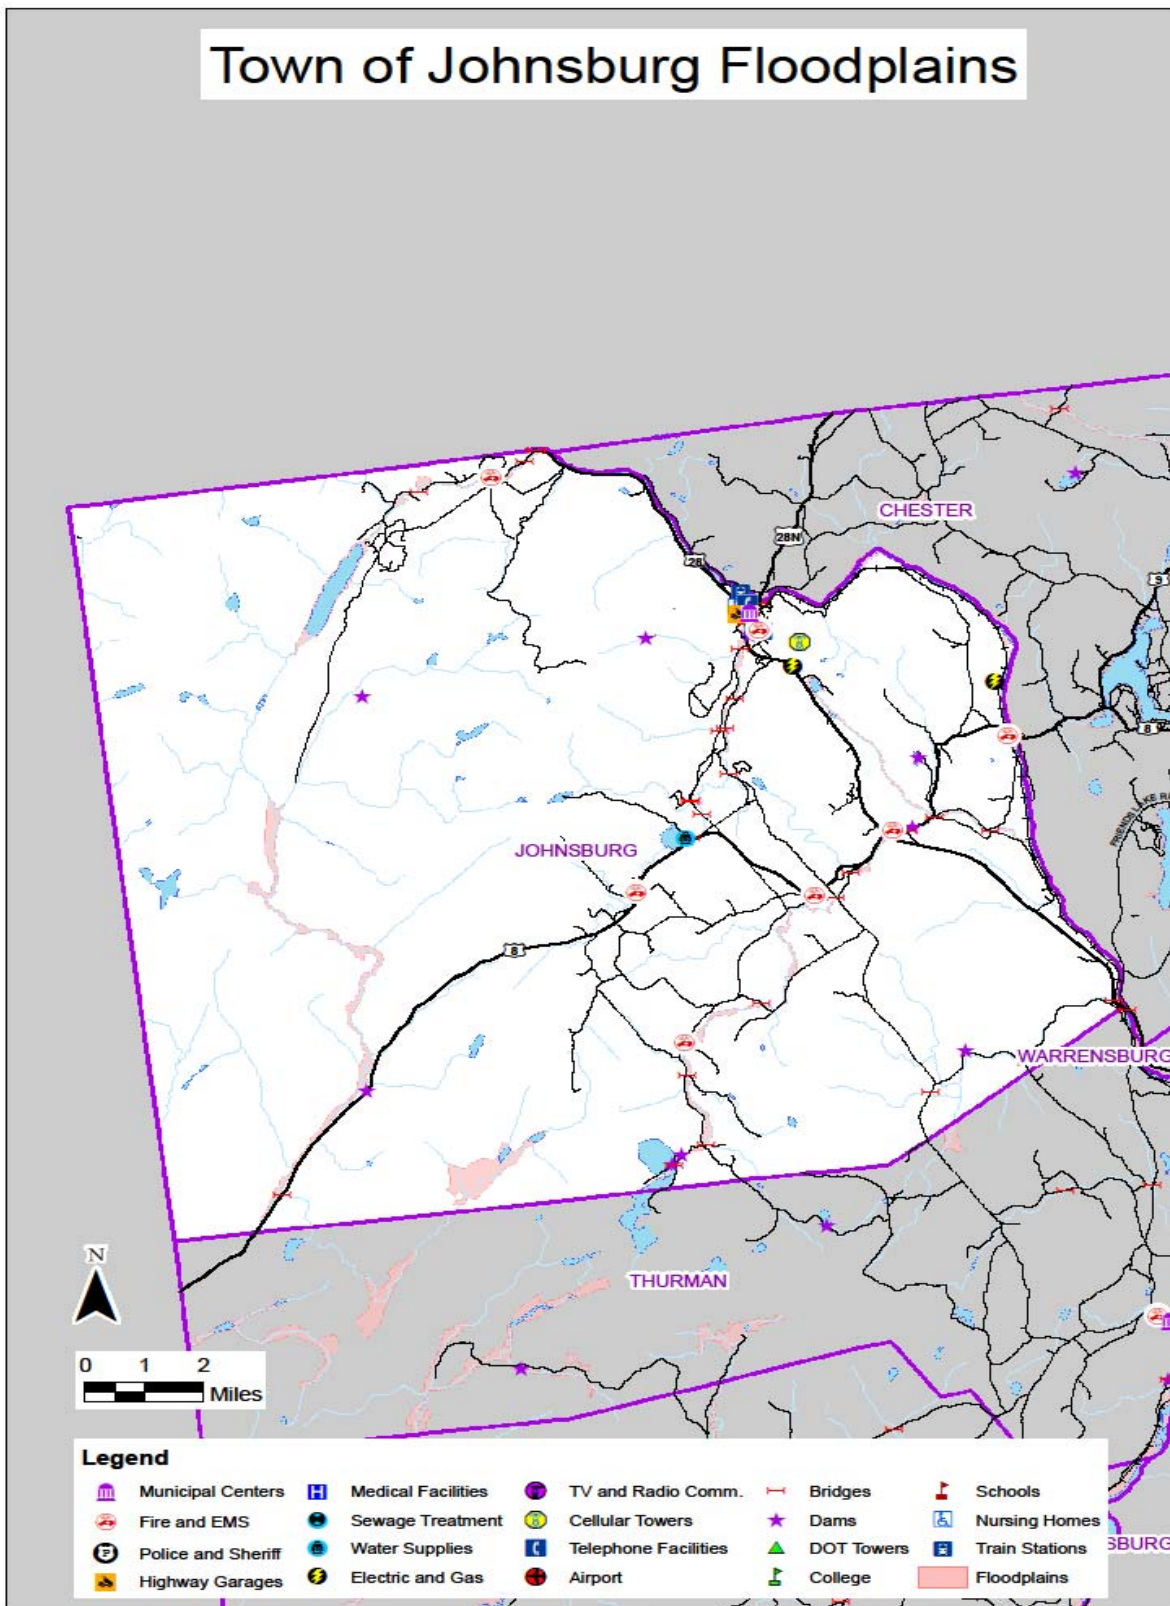 Town of Johnsburg Floodplains
CHESTER
28N
28
9
8
JOHNSBURG
8
WARRENSBURG
THURMAN
N
0 1 2
Miles
SBURG
Legend
Municipal Centers
Medical Facilities
TV and Radio Comm.
Bridges
Schools
Fire and EMS
Sewage Treatment
Cellular Towers
Dams
Nursing Homes
Police and Sheriff
Water Supplies
Telephone Facilities
DOT Towers
Train Stations
Highway Garages
Electric and Gas
Airport
College
Floodplains